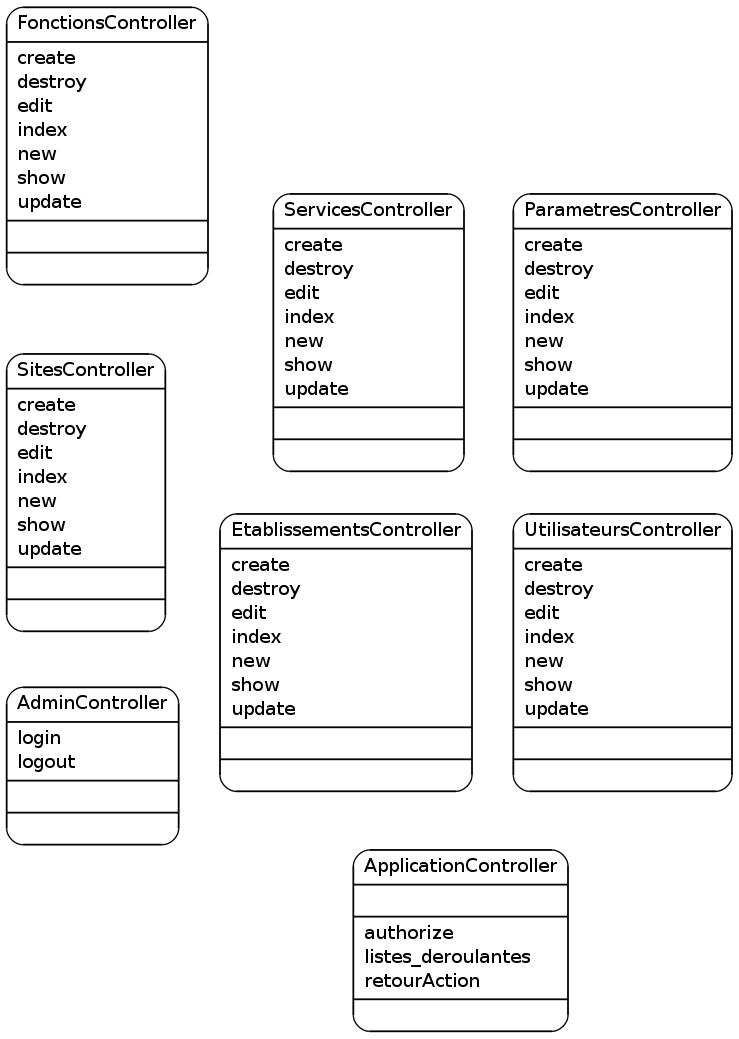 FonctionsController
create
destroy
edit
index
new
show
update
ServicesController
create
destroy
edit
index
new
show
update
ParametresController
create
destroy
edit
index
new
show
update
SitesController
create
destroy
edit
index
new
show
update
EtablissementsController
create
destroy
edit
index
new
show
update
UtilisateursController
create
destroy
edit
index
new
show
update
AdminController
login
logout
ApplicationController
authorize
listes_deroulantes
retourAction